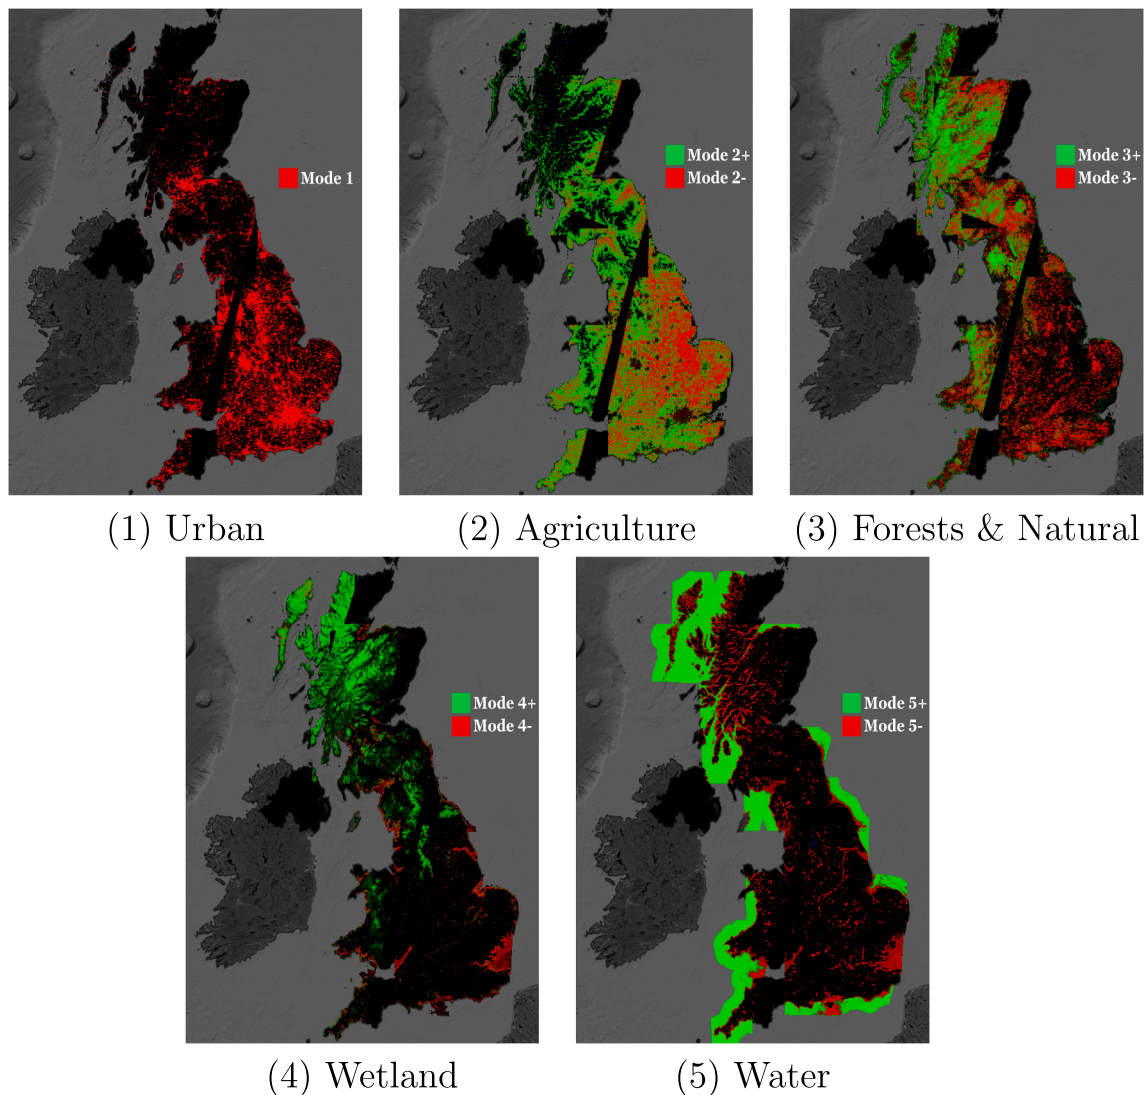 Mode 1
Mode 2+
Mode 2-
Mode 3+
Mode 3-
(1) Urban
(2) Agriculture
(3) Forests & Natural
Mode 4+
Mode 4-
Mode 5+
Mode 5-
(4) Wetland
(5) Water